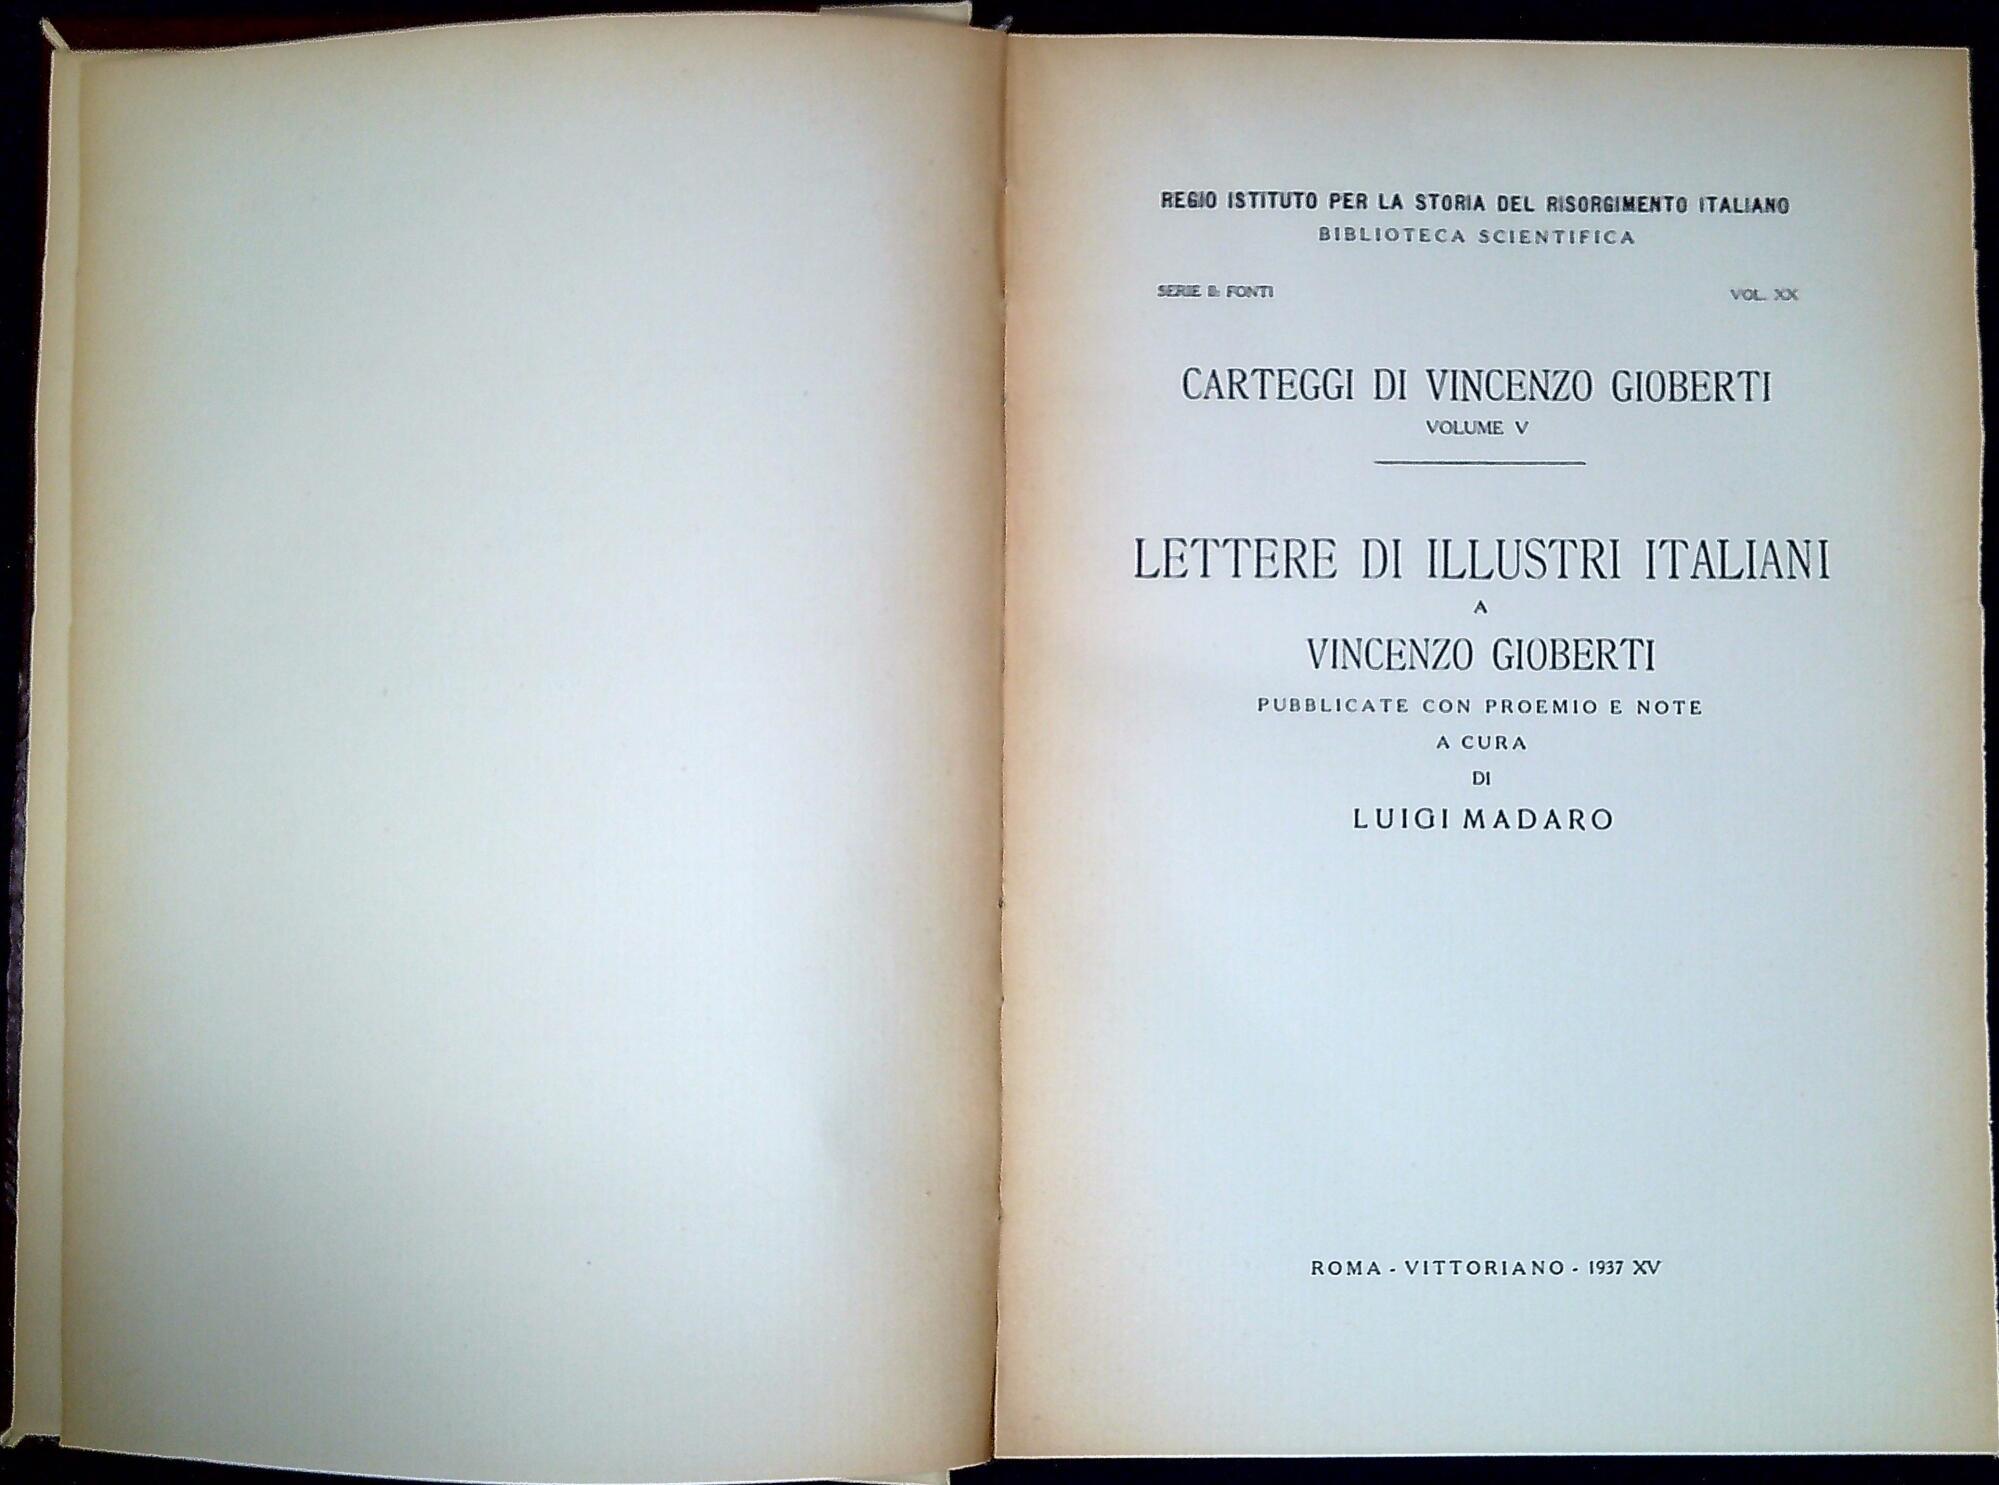 REGIO ISTITUTO PER LA STORIA DEL RISORGIMENTO ITALIANO
BIBLIOTECA SCIENTIFICA
SERIE II: FONTI VOL. XX
CARTEGGI DI VINCENZO GIOBERTI
VOLUME V
LETTERE DI ILLUSTRI ITALIANI
A
VINCENZO GIOBERTI
PUBBLICATE CON PROEMIO E NOTE
A CURA
DI
LUIGI MADARO
ROMA - VITTORIANO - 1937 XV